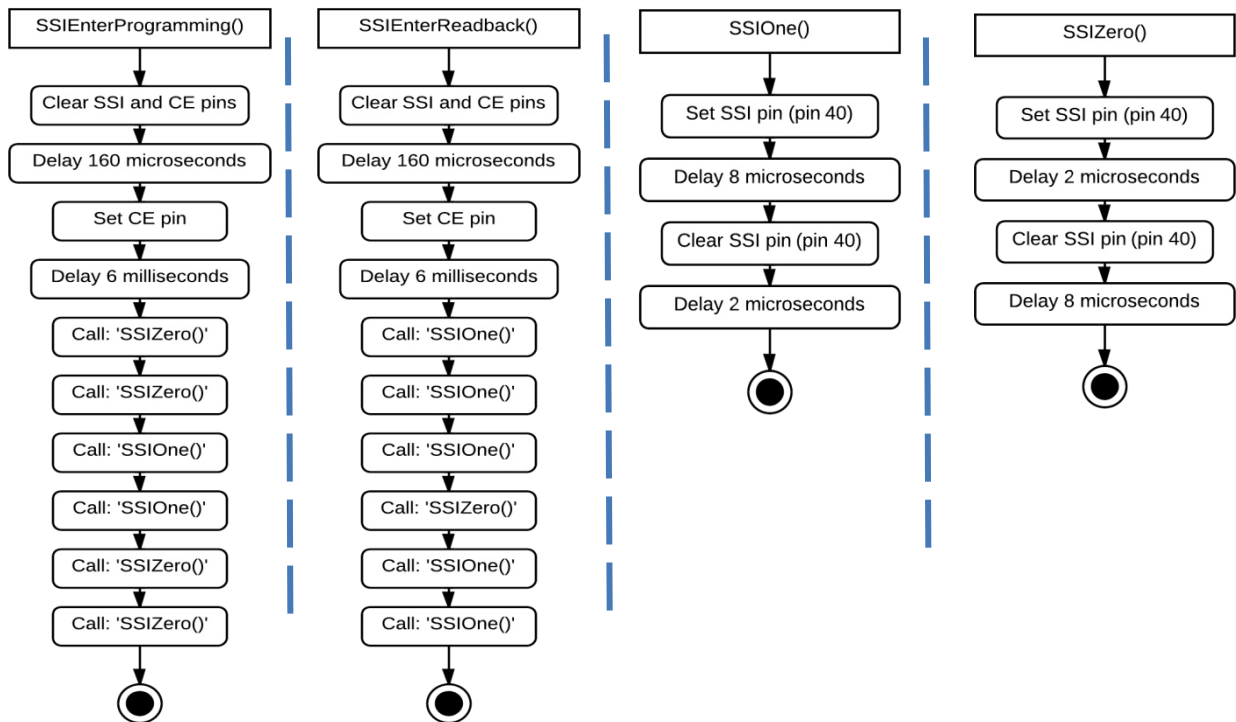 SSIEnterProgramming()
Clear SSI and CE pins
Delay 160 microseconds
Set CE pin
Delay 6 milliseconds
Call: 'SSIZero()'
Call: 'SSIZero()'
Call: 'SSIOne()'
Call: 'SSIOne()'
Call: 'SSIZero()'
Call: 'SSIZero()'
SSIEnterReadback()
Clear SSI and CE pins
Delay 160 microseconds
Set CE pin
Delay 6 milliseconds
Call: 'SSIOne()'
Call: 'SSIOne()'
Call: 'SSIOne()'
Call: 'SSIZero()'
Call: 'SSIOne()'
Call: 'SSIOne()'
SSIOne()
Set SSI pin (pin 40)
Delay 8 microseconds
Clear SSI pin (pin 40)
Delay 2 microseconds
SSIZero()
Set SSI pin (pin 40)
Delay 2 microseconds
Clear SSI pin (pin 40)
Delay 8 microseconds